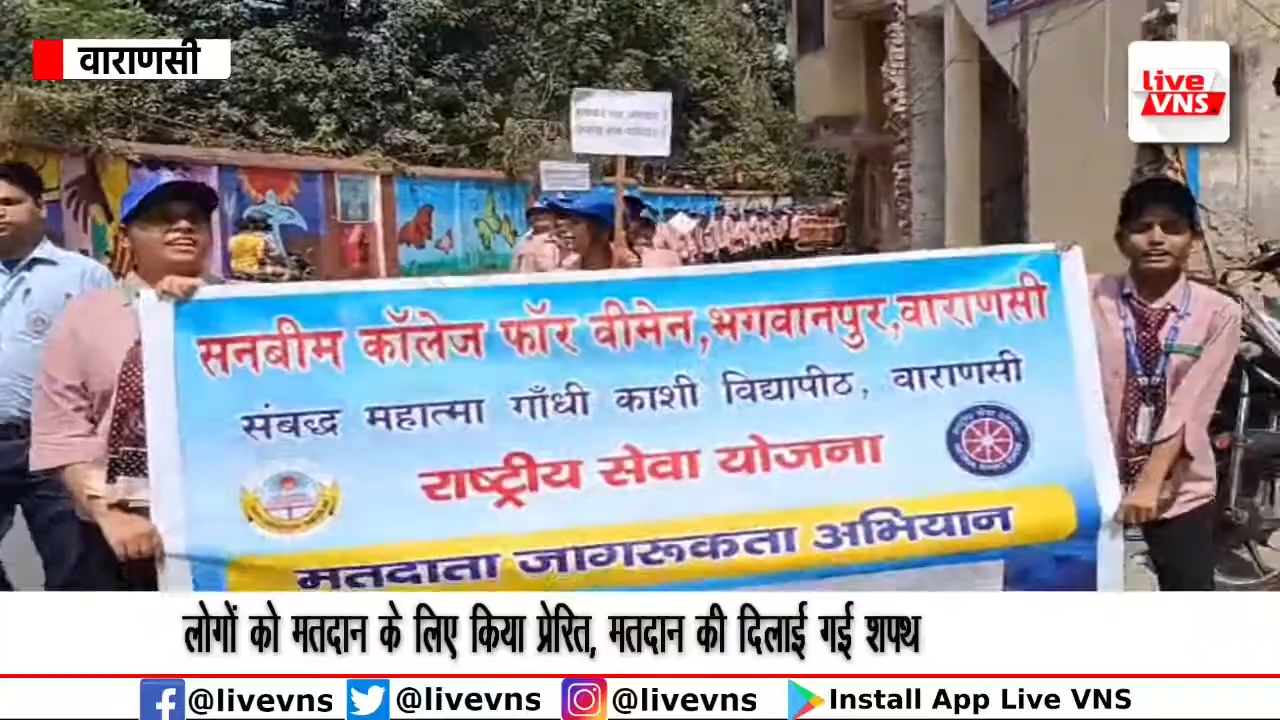 वाराणसी
live
VNS
सनबीम कॉलेज फॉर वीमेन,भगवानपुर,वाराणसी
संबद्ध महात्मा गाँधी काशी विद्यापीठ, वाराणसी
राष्ट्रीय सेवा योजना
मतदाता जागरूकता अभियान
लोगों को मतदान के लिए किया प्रेरित, मतदान की दिलाई गई शपथ
@livevns @livevns @livevns Install App Live VNS